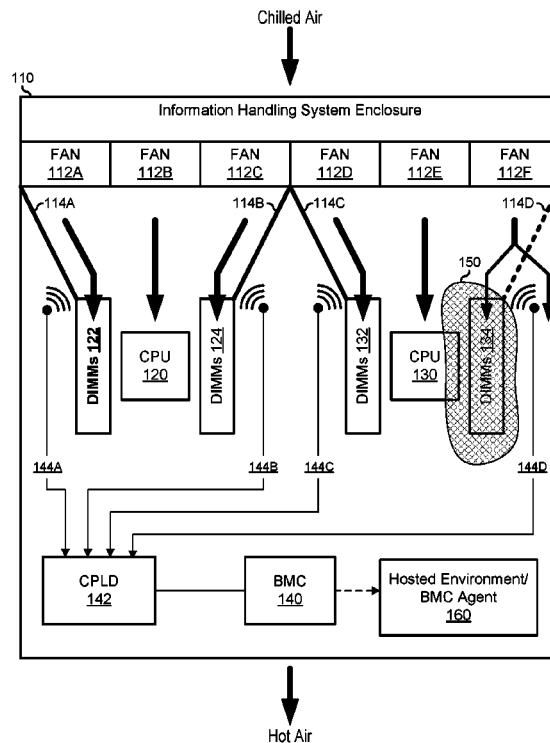 Chilled Air
110
Information Handling System Enclosure
FAN FAN FAN FAN FAN FAN
112A 112B 112C 112D 112E 112F
114A 114B 114C 114D
150
DIMMs 122
CPU
120
DIMMs 124
DIMMs 132
CPU
130
DIMMs 134
144A 144B 144C 144D
CPLD
142
BMC
140
Hosted Environment/
BMC Agent
160
Hot Air